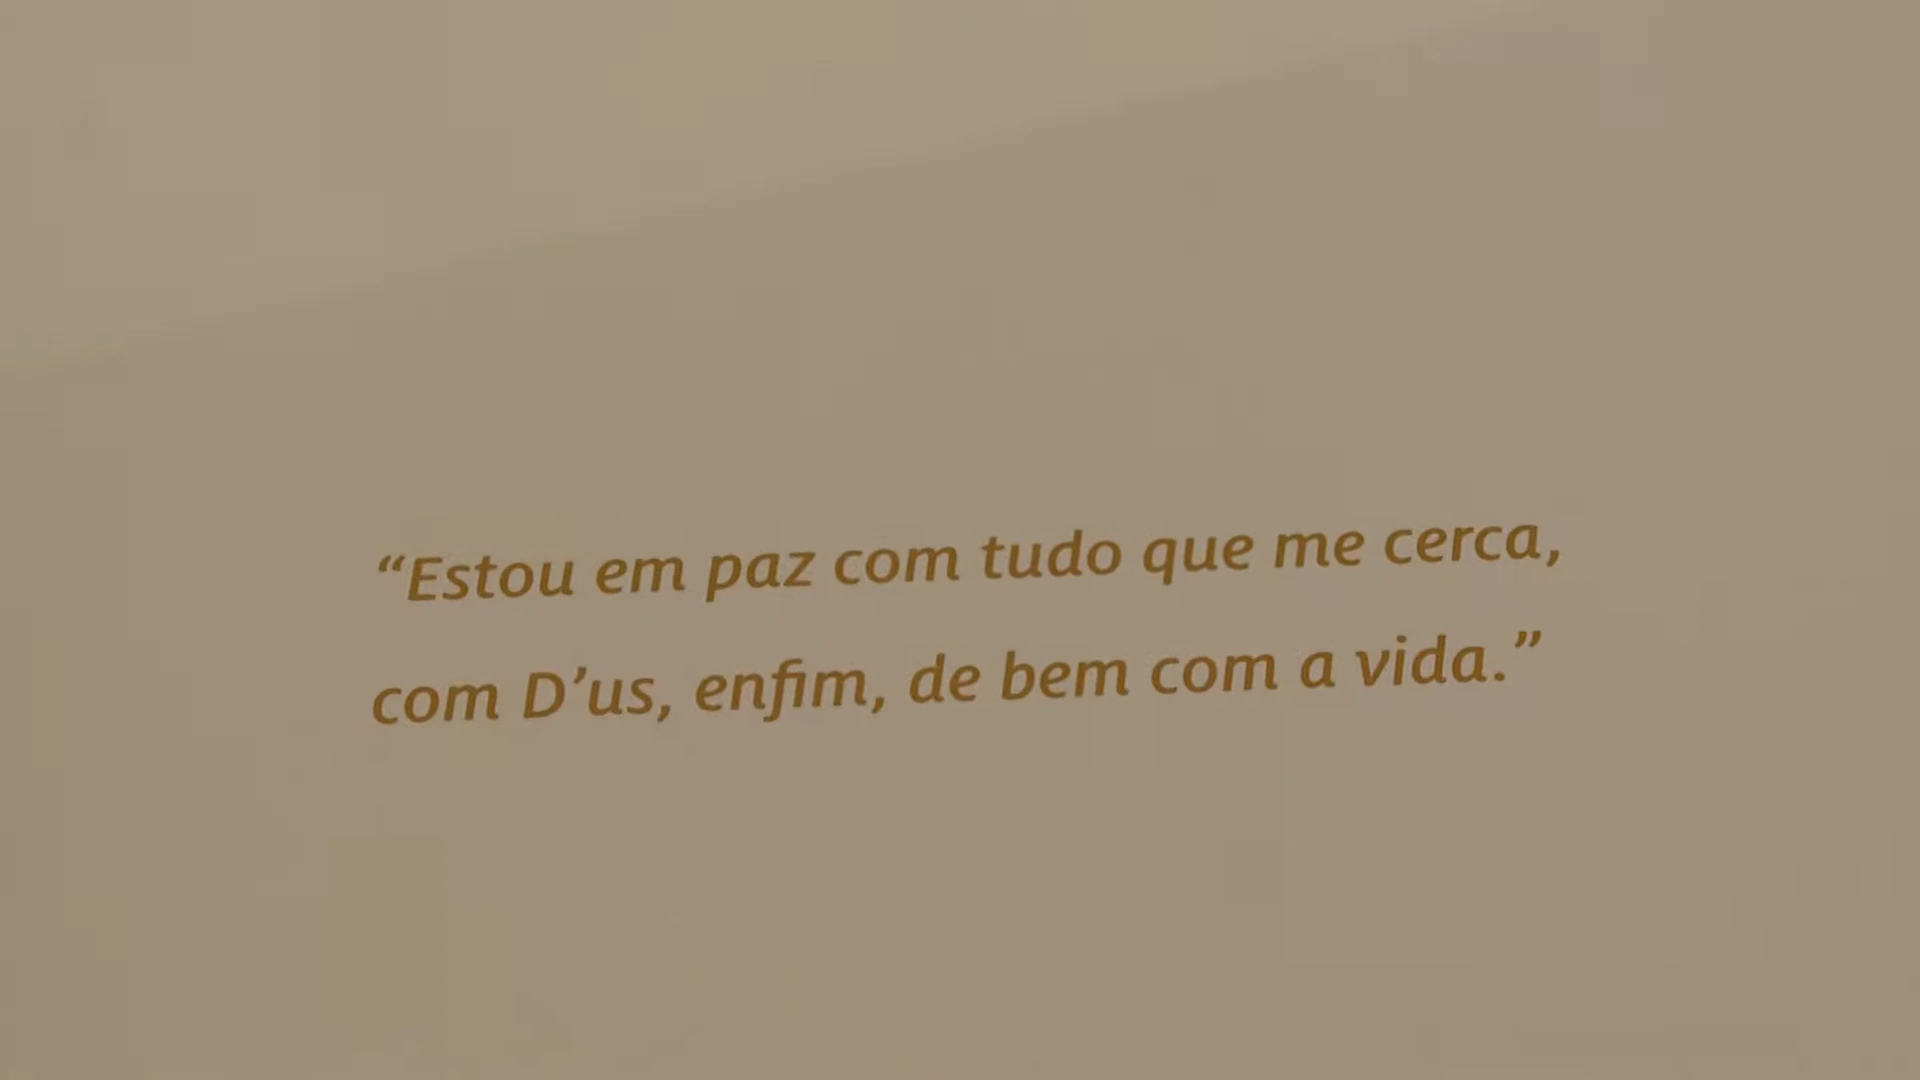 “Estou em paz com tudo que me cerca,
com D’us, enfim, de bem com a vida.”